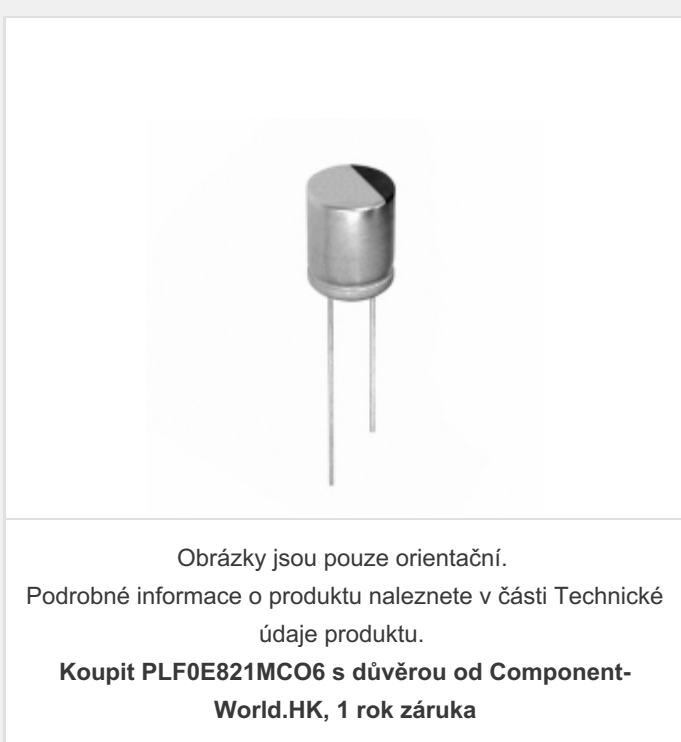 Obrázky jsou pouze orientační.
Podrobné informace o produktu naleznete v části Technické
údaje produktu.
Koupit PLF0E821MCO6 s důvěrou od Component-
World.HK, 1 rok záruka